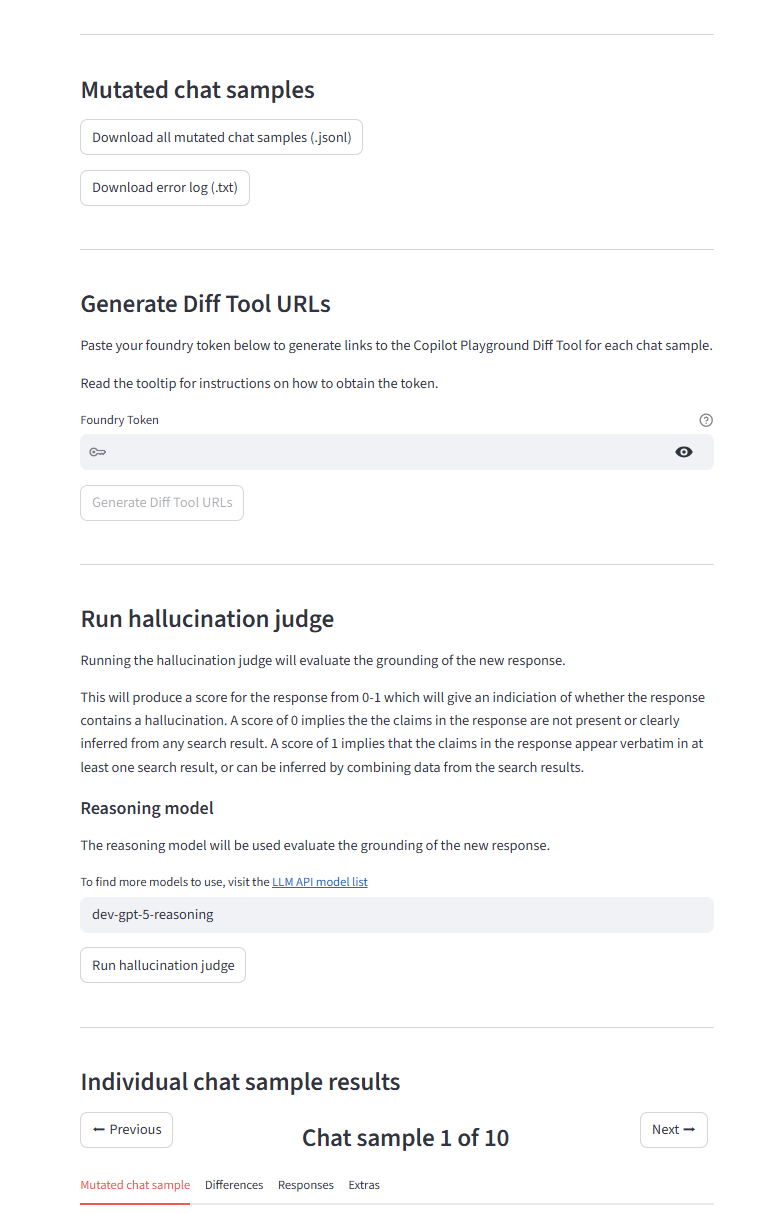 Mutated chat samples
Download all mutated chat samples (.jsonl)
Download error log (.txt)
Generate Diff Tool URLs
Paste your foundry token below to generate links to the Copilot Playground Diff Tool for each chat sample.
Read the tooltip for instructions on how to obtain the token.
Foundry Token
Generate Diff Tool URLs
Run hallucination judge
Running the hallucination judge will evaluate the grounding of the new response.
This will produce a score for the response from 0-1 which will give an indiciation of whether the response
contains a hallucination. A score of 0 implies the the claims in the response are not present or clearly
inferred from any search result. A score of 1 implies that the claims in the response appear verbatim in at
least one search result, or can be inferred by combining data from the search results.
Reasoning model
The reasoning model will be used evaluate the grounding of the new response.
To find more models to use, visit the LLM API model list
dev-gpt-5-reasoning
Run hallucination judge
Individual chat sample results
← Previous
Chat sample 1 of 10
Next →
Mutated chat sample Differences Responses Extras